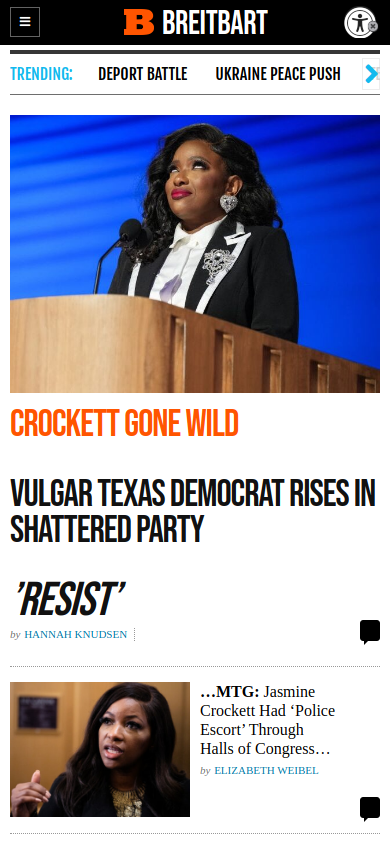 B BREITBART
TRENDING:
DEPORT BATTLE
UKRAINE PEACE PUSH
CROCKETT GONE WILD
VULGAR TEXAS DEMOCRAT RISES IN
SHATTERED PARTY
'RESIST'
by HANNAH KNUDSEN
…MTG: Jasmine
Crockett Had ‘Police
Escort’ Through
Halls of Congress…
by ELIZABETH WEIBEL